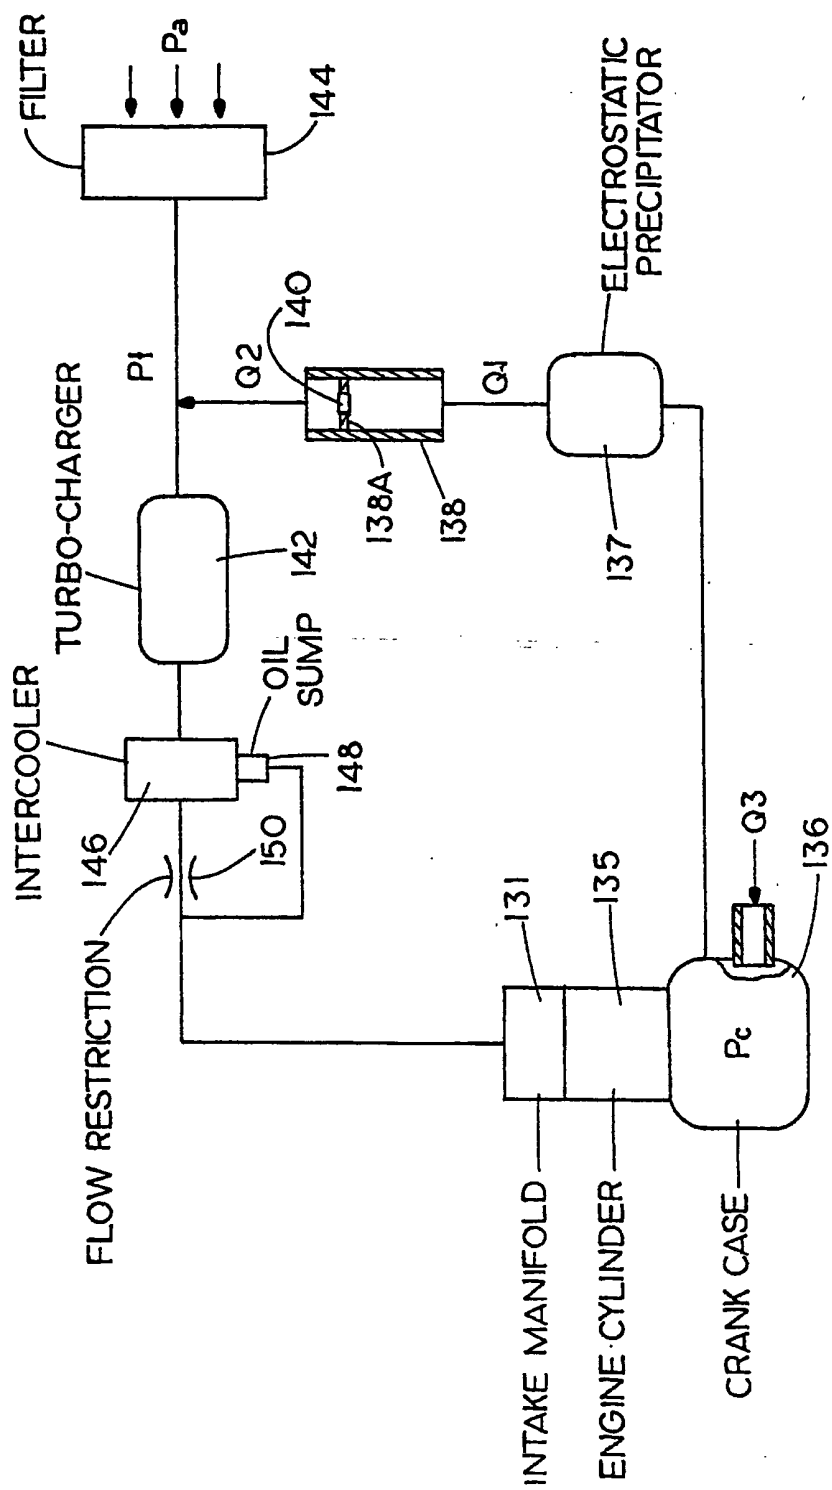 FILTER
Pa
144
P1
Q2
140
TURBO-CHARGER
142
138A
138
Q1
ELECTROSTATIC
PRECIPITATOR
137
INTERCOOLER
146
OIL
SUMP
148
150
FLOW RESTRICTION
131
135
Q3
136
Pc
INTAKE MANIFOLD
ENGINE CYLINDER
CRANK CASE